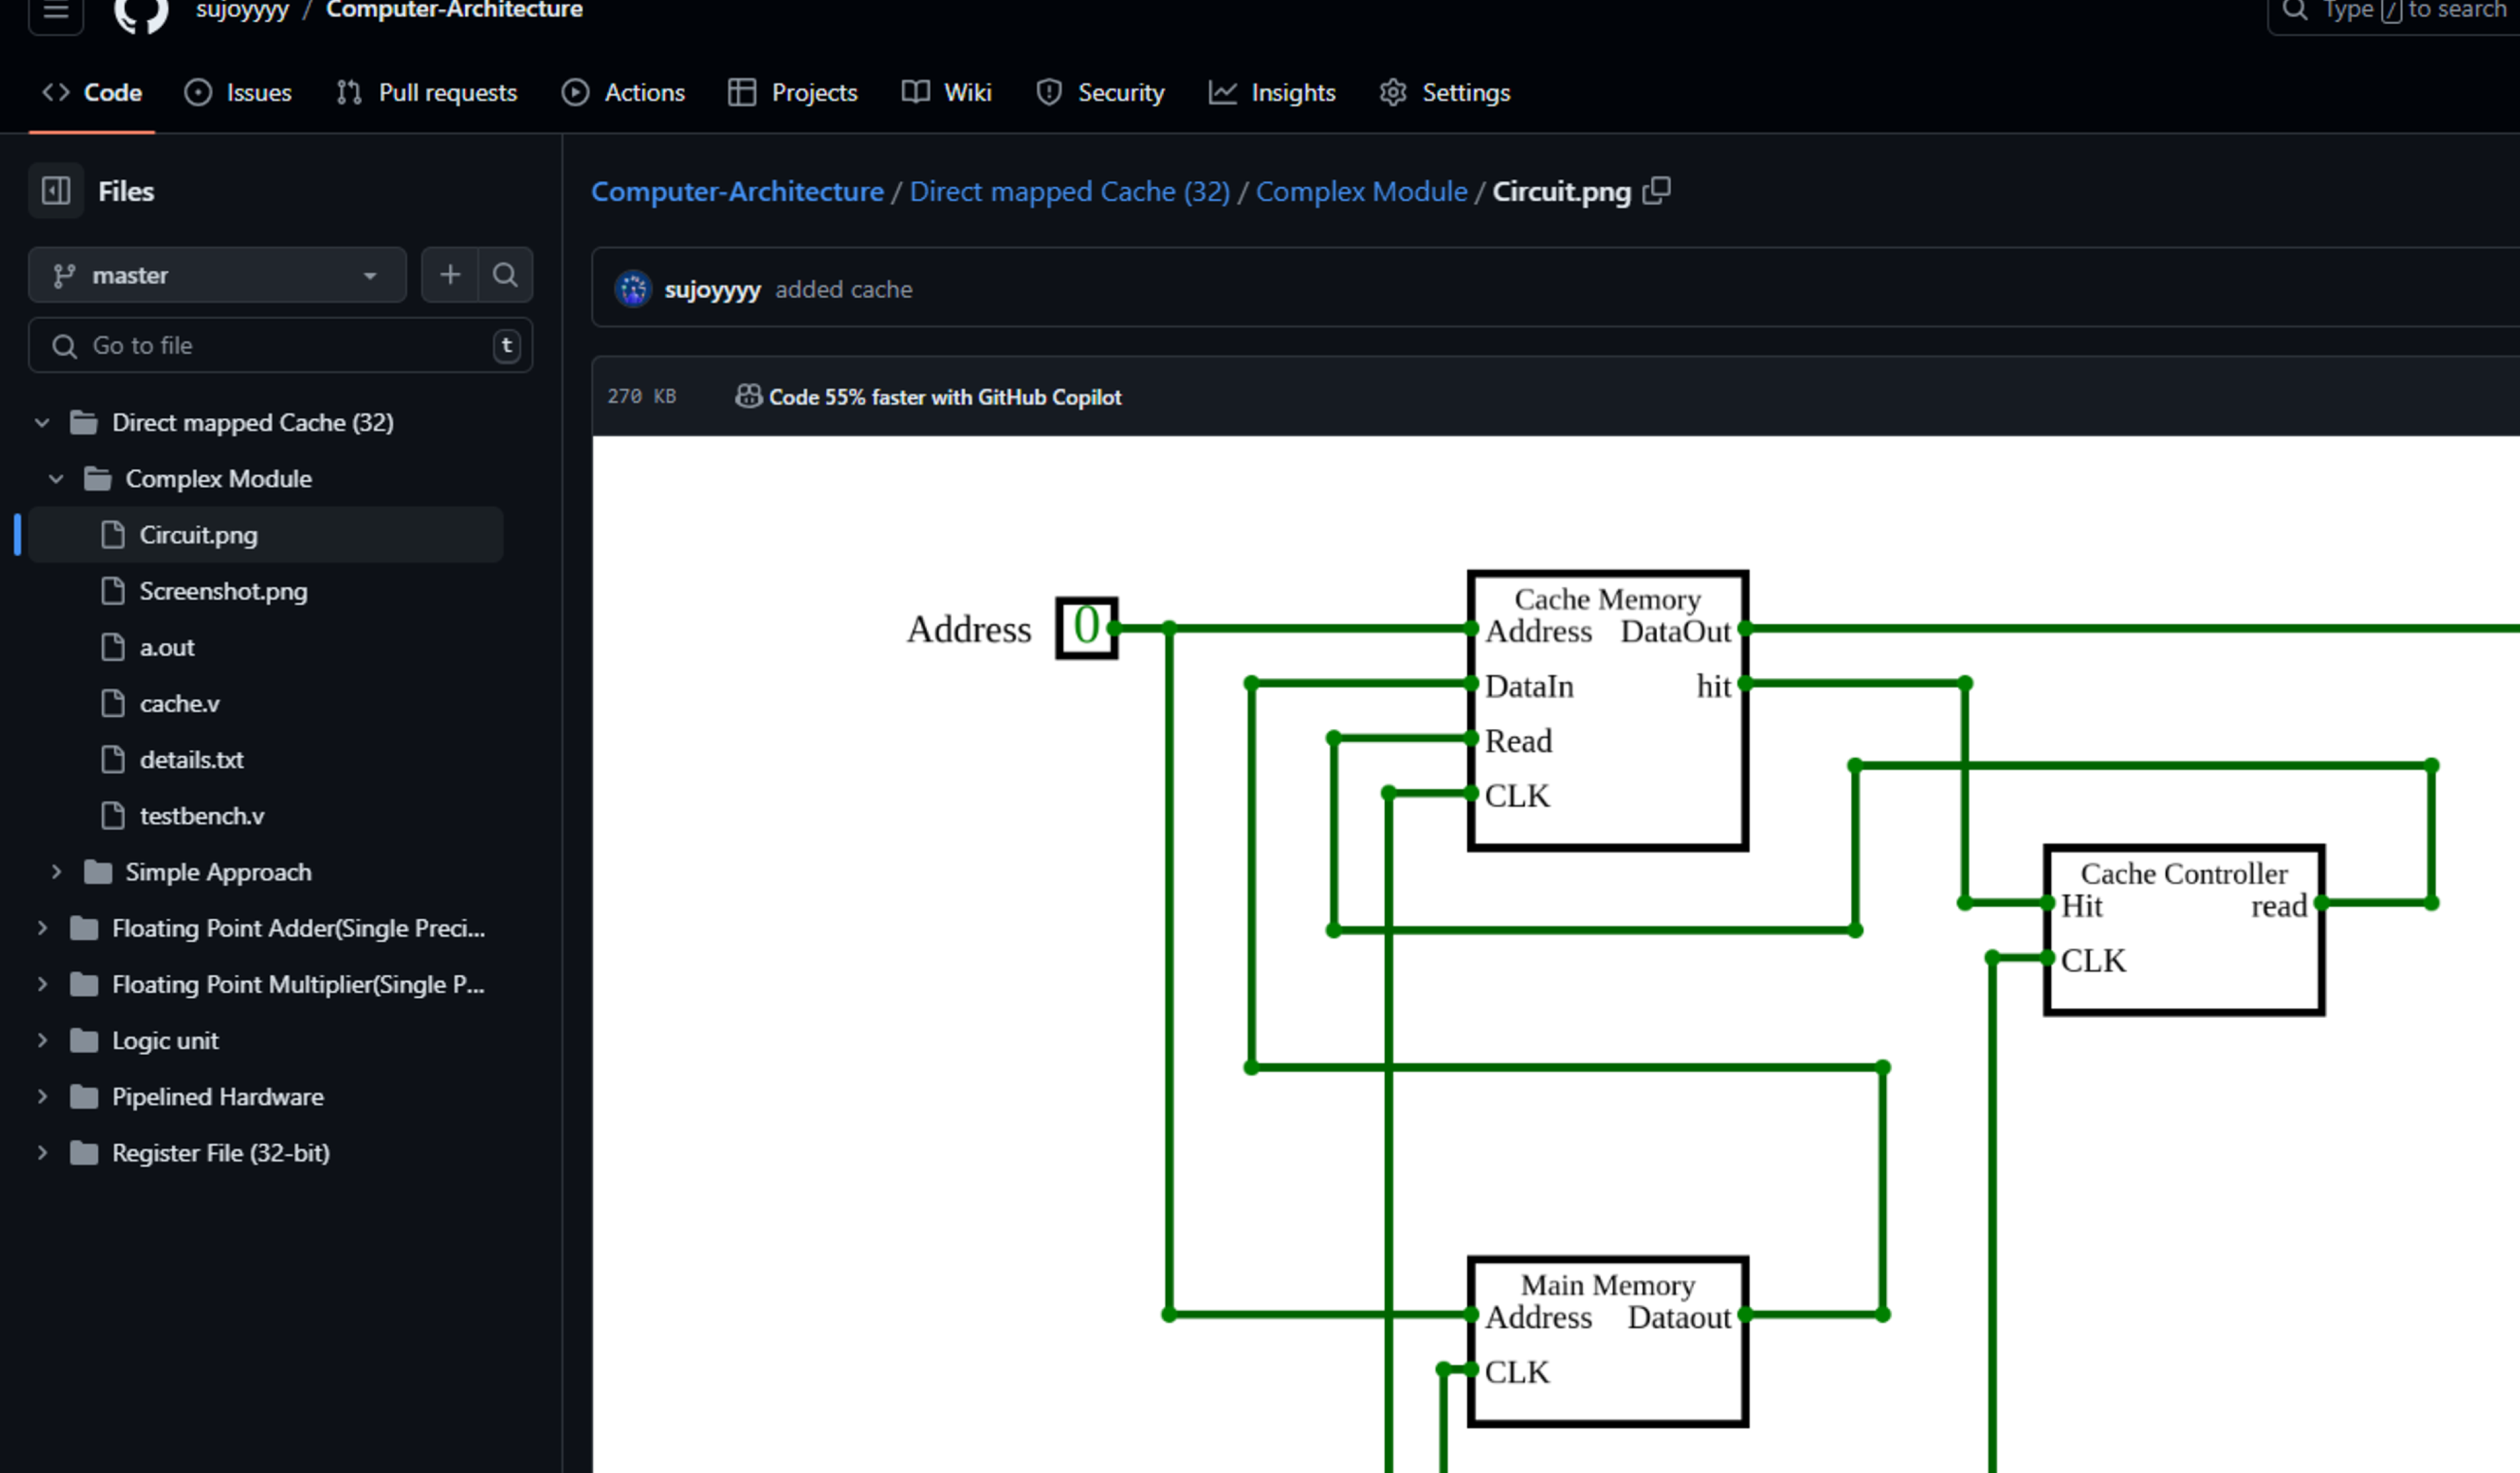 sujoyyyy / Computer-Architecture
Type / to search
Code Issues Pull requests Actions Projects Wiki Security Insights Settings
Files
master
Go to file t
Direct mapped Cache (32)
Complex Module
Circuit.png
Screenshot.png
a.out
cache.v
details.txt
testbench.v
Simple Approach
Floating Point Adder(Single Preci...
Floating Point Multiplier(Single P...
Logic unit
Pipelined Hardware
Register File (32-bit)
Computer-Architecture / Direct mapped Cache (32) / Complex Module / Circuit.png
sujoyyyy added cache
270 KB Code 55% faster with GitHub Copilot
Address 0
Cache Memory
Address DataOut
DataIn hit
Read
CLK
Cache Controller
Hit read
CLK
Main Memory
Address Dataout
CLK